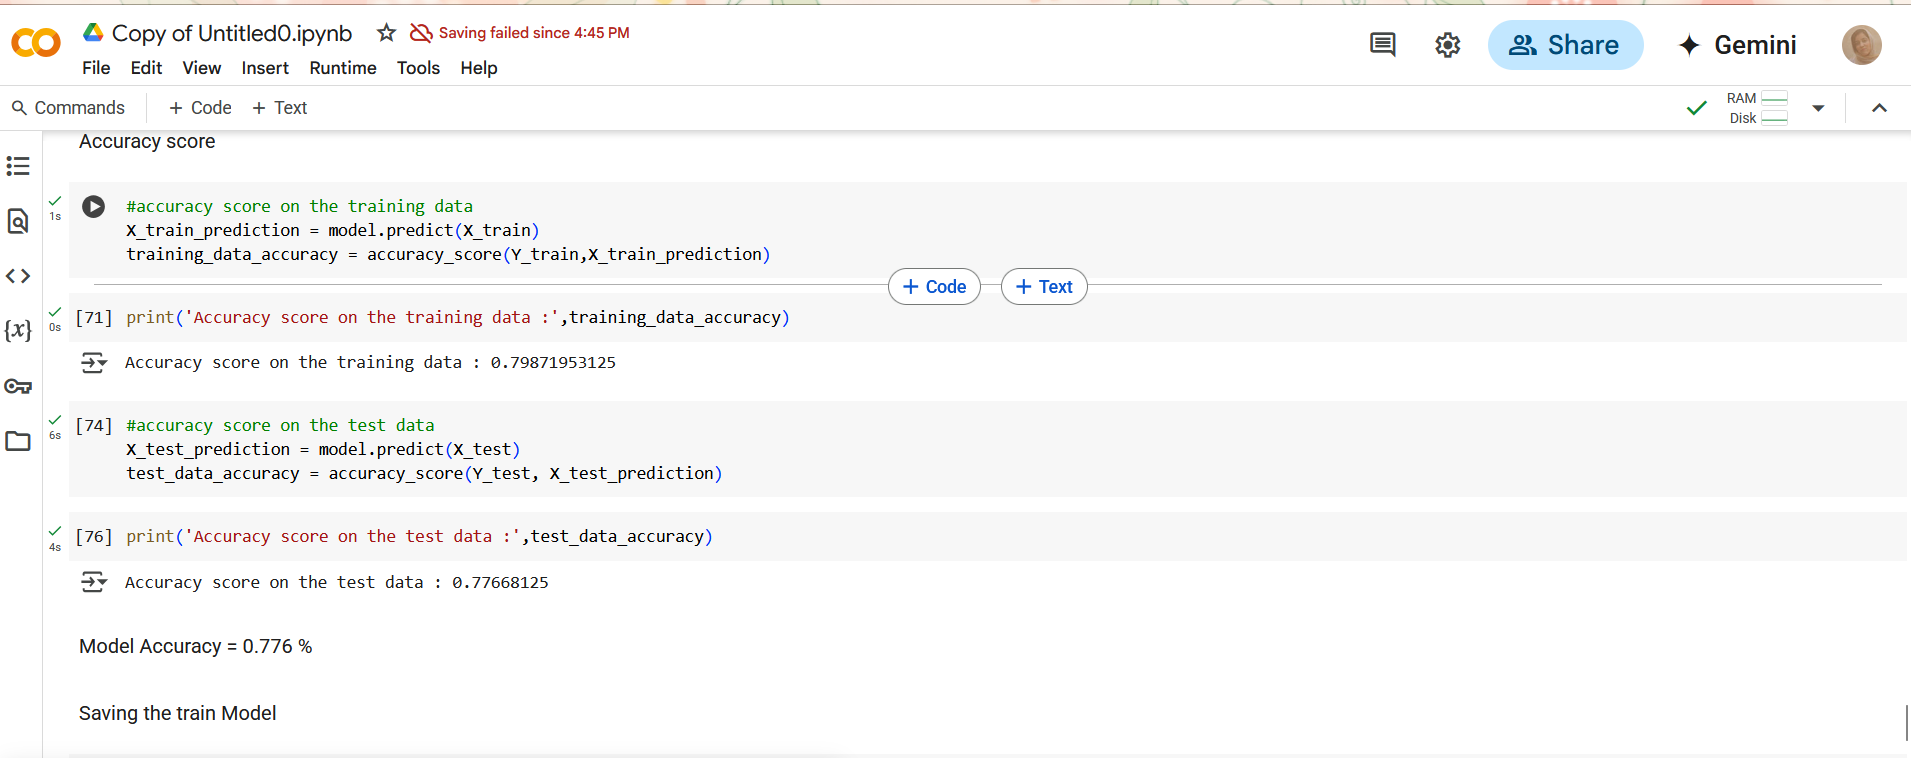 Copy of Untitled0.ipynb
Saving failed since 4:45 PM
File Edit View Insert Runtime Tools Help
Share
Gemini
Commands + Code + Text
RAM
Disk
Accuracy score
1s
#accuracy score on the training data
X_train_prediction = model.predict(X_train)
training_data_accuracy = accuracy_score(Y_train,X_train_prediction)
+ Code + Text
0s
[71] print('Accuracy score on the training data :',training_data_accuracy)
Accuracy score on the training data : 0.79871953125
6s
[74] #accuracy score on the test data
X_test_prediction = model.predict(X_test)
test_data_accuracy = accuracy_score(Y_test, X_test_prediction)
4s
[76] print('Accuracy score on the test data :',test_data_accuracy)
Accuracy score on the test data : 0.77668125
Model Accuracy = 0.776 %
Saving the train Model